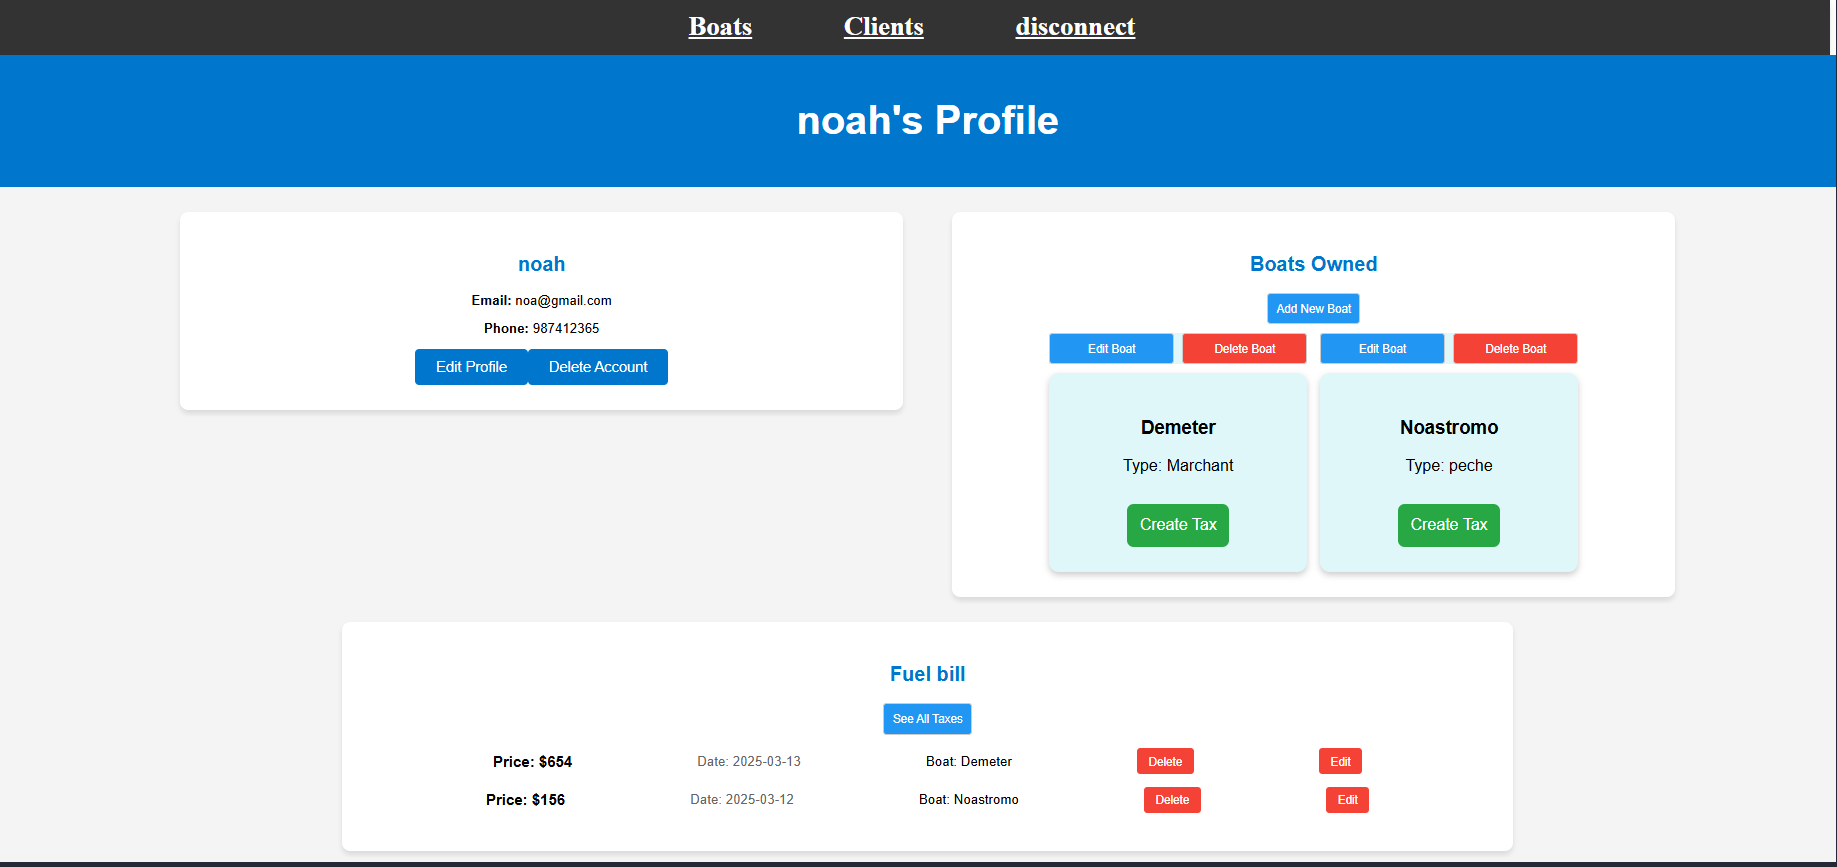 Boats Clients disconnect
noah's Profile
noah
Email: noa@gmail.com
Phone: 987412365
Edit Profile Delete Account
Boats Owned
Add New Boat
Edit Boat Delete Boat Edit Boat Delete Boat
Demeter
Type: Marchant
Create Tax
Noastromo
Type: peche
Create Tax
Fuel bill
See All Taxes
Price: $654 Date: 2025-03-13 Boat: Demeter Delete Edit
Price: $156 Date: 2025-03-12 Boat: Noastromo Delete Edit